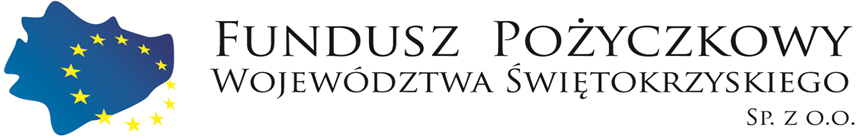 Fundusz Pożyczkowy
Województwa Świętokrzyskiego
Sp. z o.o.